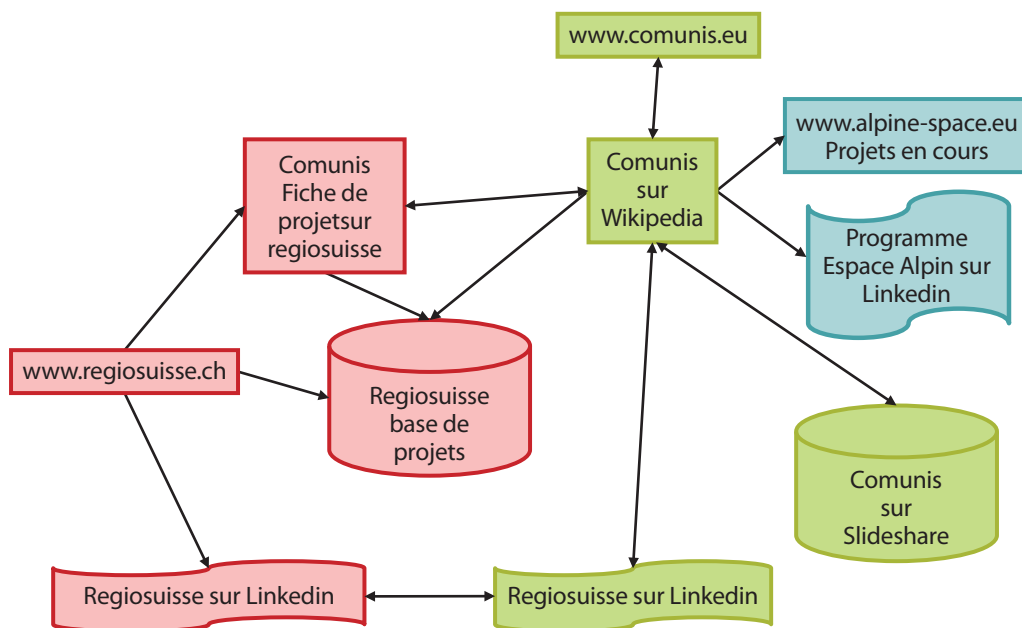 www.comunis.eu
www.alpine-space.eu
Projets en cours
Comunis
Fiche de
projetsur
regiosuisse
Comunis
sur
Wikipedia
Programme
Espace Alpin sur
Linkedin
www.regiosuisse.ch
Regiosuisse
base de
projets
Comunis
sur
Slideshare
Regiosuisse sur Linkedin
Regiosuisse sur Linkedin